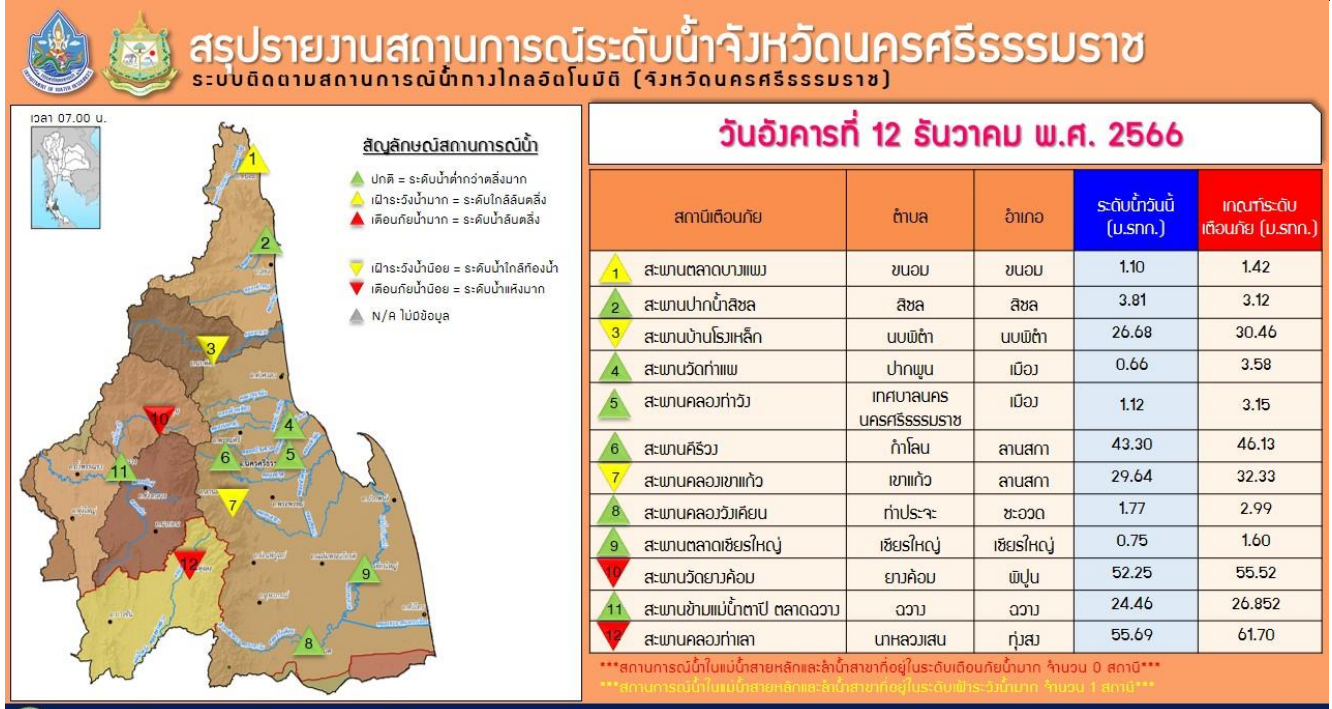 สรุปรายงานสถานการณ์ระดับน้ำจังหวัดนครศรีธรรมราช
ระบบติดตามสถานการณ์น้ำทางไกลอัตโนมัติ (จังหวัดนครศรีธรรมราช)
เวลา 07.00 น.
สัญลักษณ์สถานการณ์น้ำ
ปกติ = ระดับน้ำต่ำกว่าตลิ่งมาก
เฝ้าระวังน้ำมาก = ระดับใกล้ล้นตลิ่ง
เตือนภัยน้ำมาก = ระดับน้ำล้นตลิ่ง
เฝ้าระวังน้ำน้อย = ระดับน้ำใกล้ท้องน้ำ
เตือนภัยน้ำน้อย = ระดับน้ำแห้งมาก
N/A ไม่มีข้อมูล
1
2
3
10
4
6
5
11
7
12
9
8
วันอังคารที่ 12 ธันวาคม พ.ศ. 2566
สถานีเตือนภัย ตำบล อำเภอ ระดับน้ำวันนี้ (ม.รทก.) เกณฑ์ระดับเตือนภัย (ม.รทก.)
1 สะพานตลาดบางแพง ขนอม ขนอม 1.10 1.42
2 สะพานปากน้ำสิชล สิชล สิชล 3.81 3.12
3 สะพานบ้านโรงเหล็ก นบพิตำ นบพิตำ 26.68 30.46
4 สะพานวัดท่าแพ ปากพูน เมือง 0.66 3.58
5 สะพานคลองท่าวัง เทศบาลนครนครศรีธรรมราช เมือง 1.12 3.15
6 สะพานคีรีวง กำโลน ลานสกา 43.30 46.13
7 สะพานคลองเขาแก้ว เขาแก้ว ลานสกา 29.64 32.33
8 สะพานคลองวังเคียน ท่าประจะ ชะอวด 1.77 2.99
9 สะพานตลาดเชียรใหญ่ เชียรใหญ่ เชียรใหญ่ 0.75 1.60
10 สะพานวัดยางค้อม ยางค้อม พิปูน 52.25 55.52
11 สะพานข้ามแม่น้ำตาปี ตลาดฉวาง ฉวาง ฉวาง 24.46 26.852
12 สะพานคลองท่าเลา นาหลวงเสน ทุ่งสง 55.69 61.70
***สถานการณ์น้ำในแม่น้ำสายหลักและลำน้ำสาขาที่อยู่ในระดับเตือนภัยน้ำมาก จำนวน 0 สถานี***
***สถานการณ์น้ำในแม่น้ำสายหลักและลำน้ำสาขาที่อยู่ในระดับเฝ้าระวังน้ำมาก จำนวน 1 สถานี***